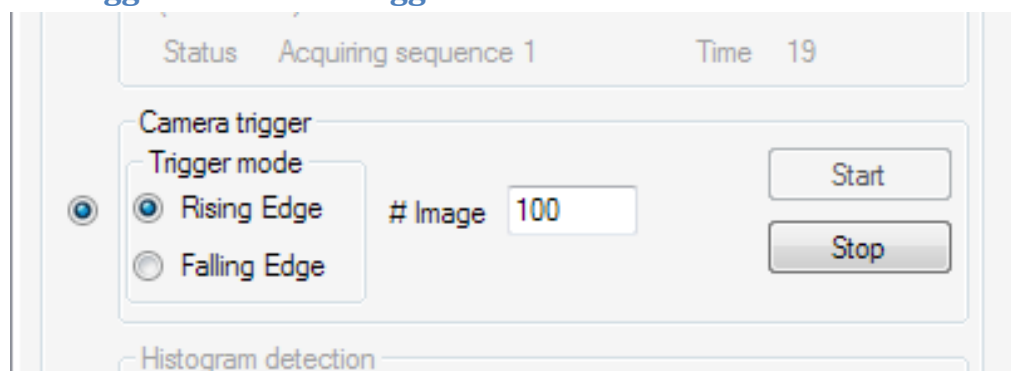 Status Acquiring sequence 1 Time 19
Camera trigger
Trigger mode
Rising Edge # Image 100 Start
Falling Edge Stop
Histogram detection